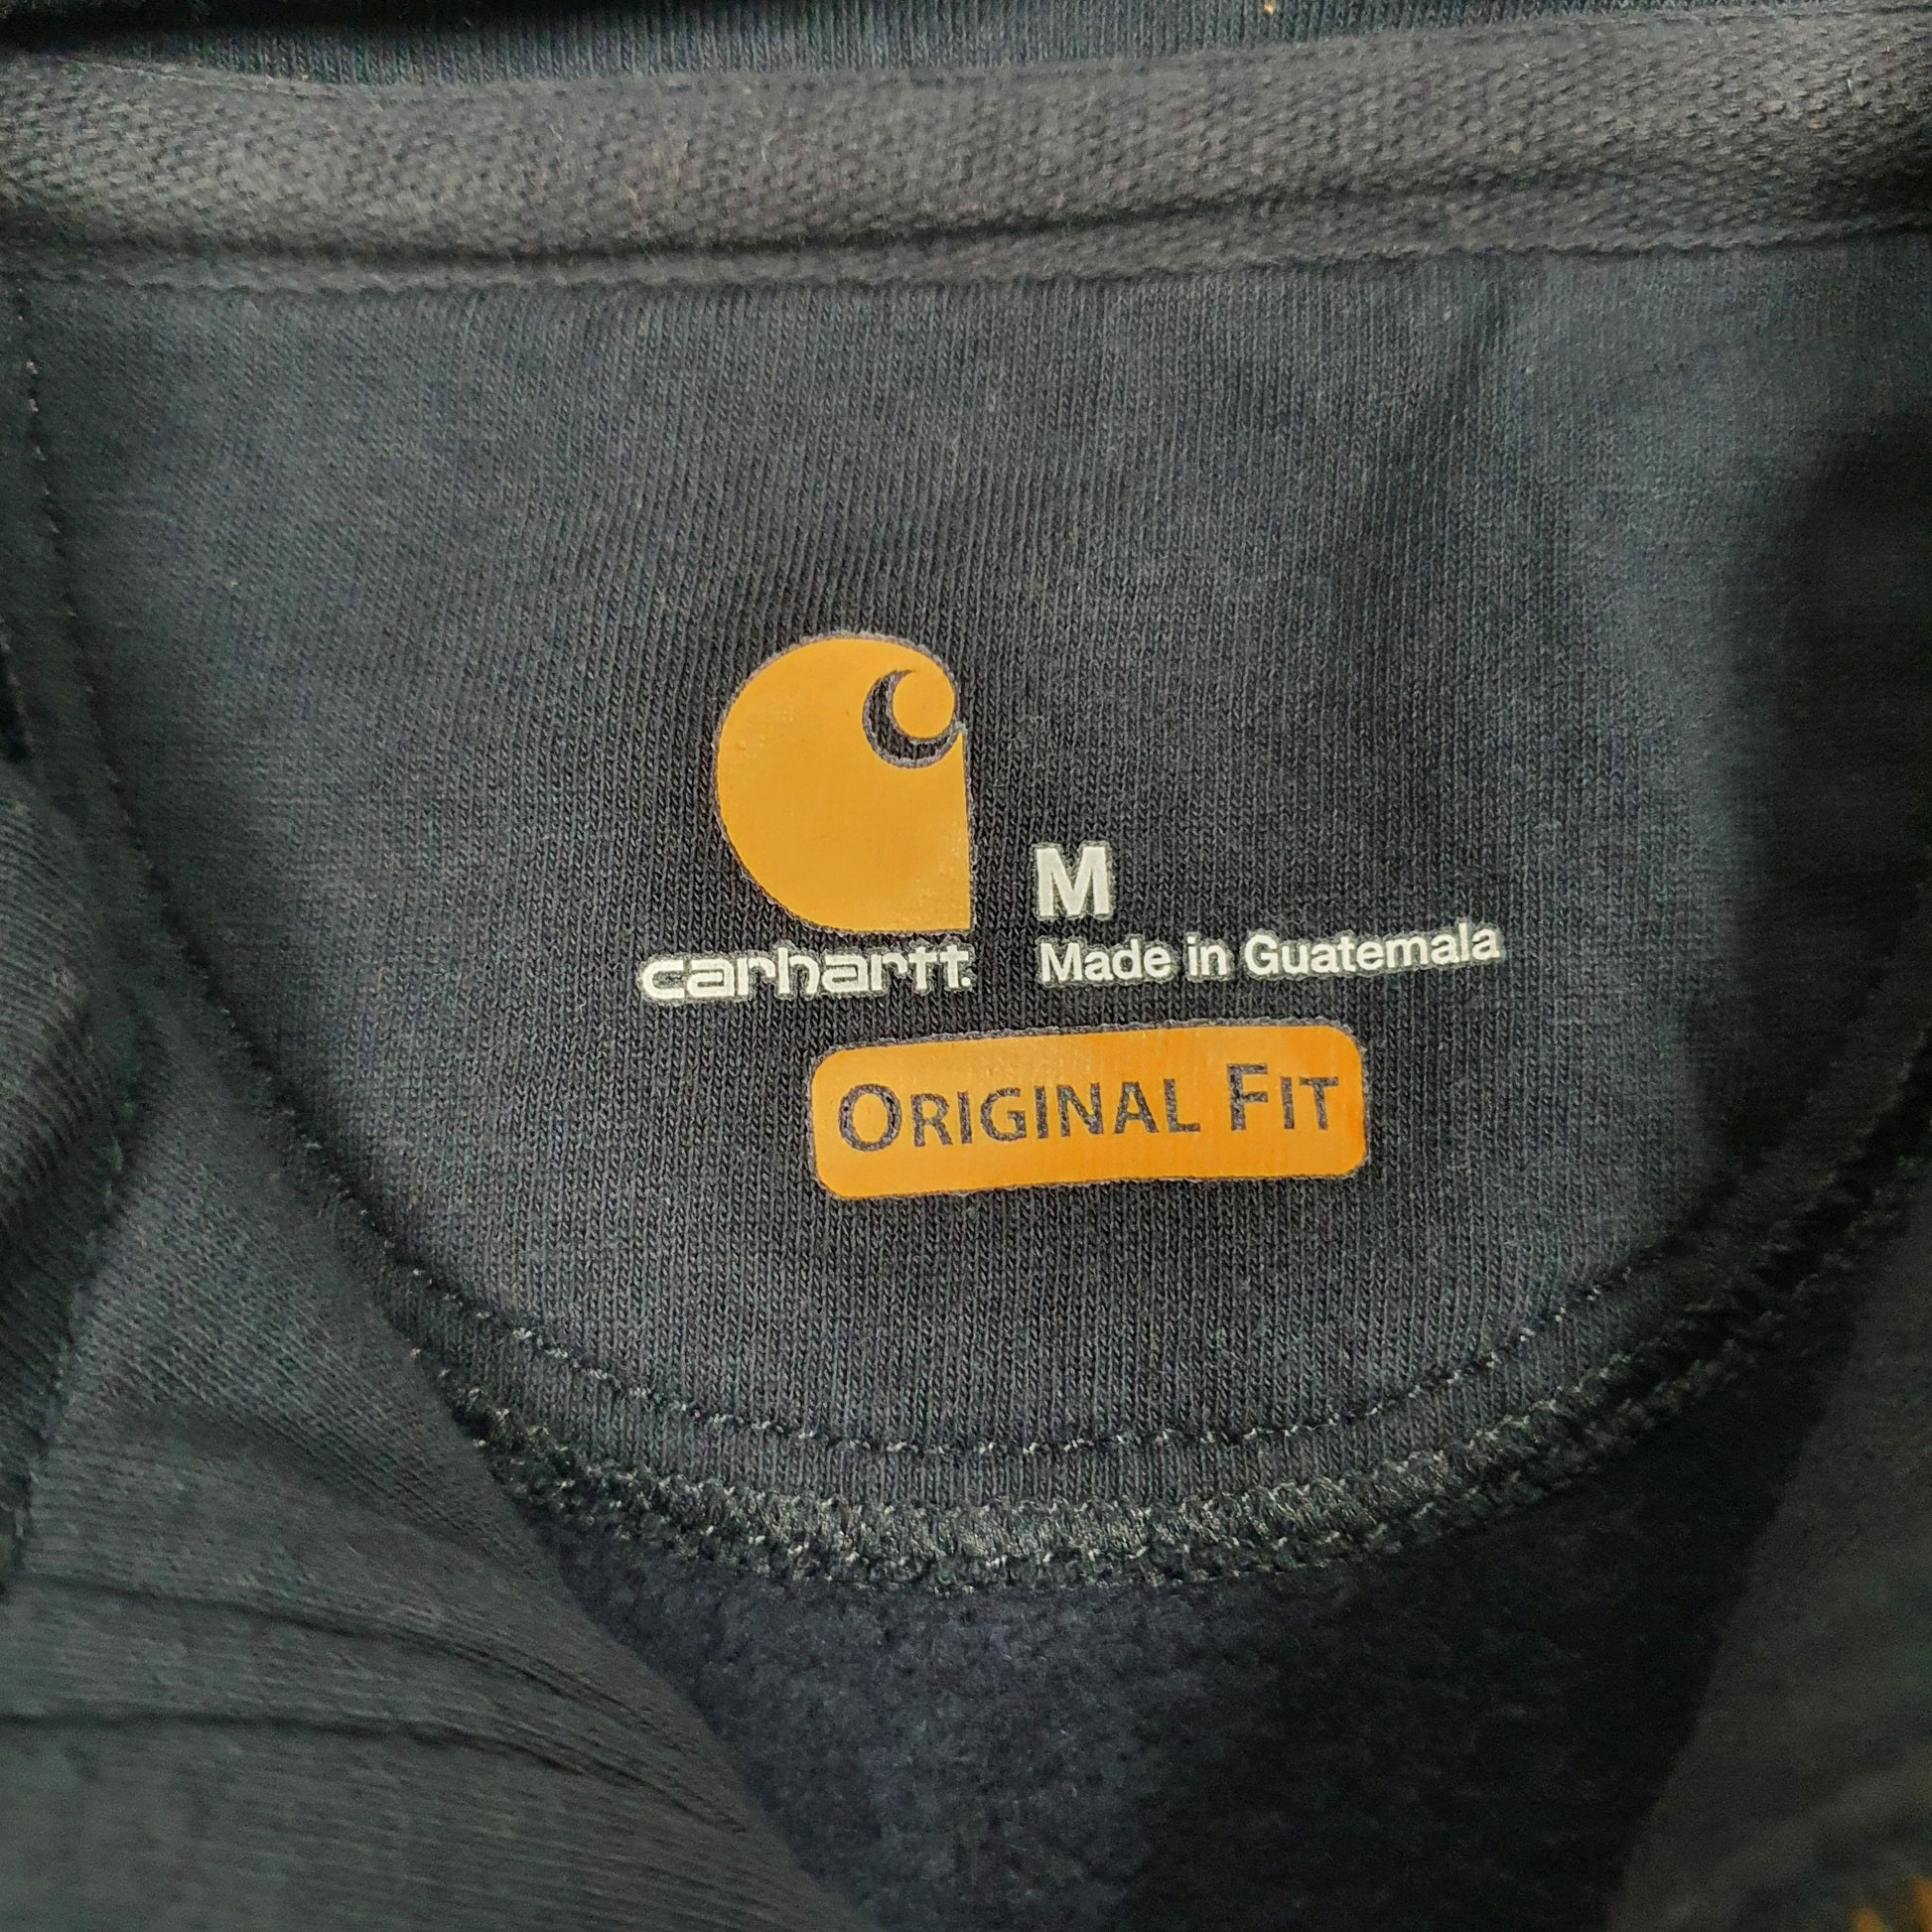 M
carhartt.
Made in Guatemala
ORIGINAL FIT